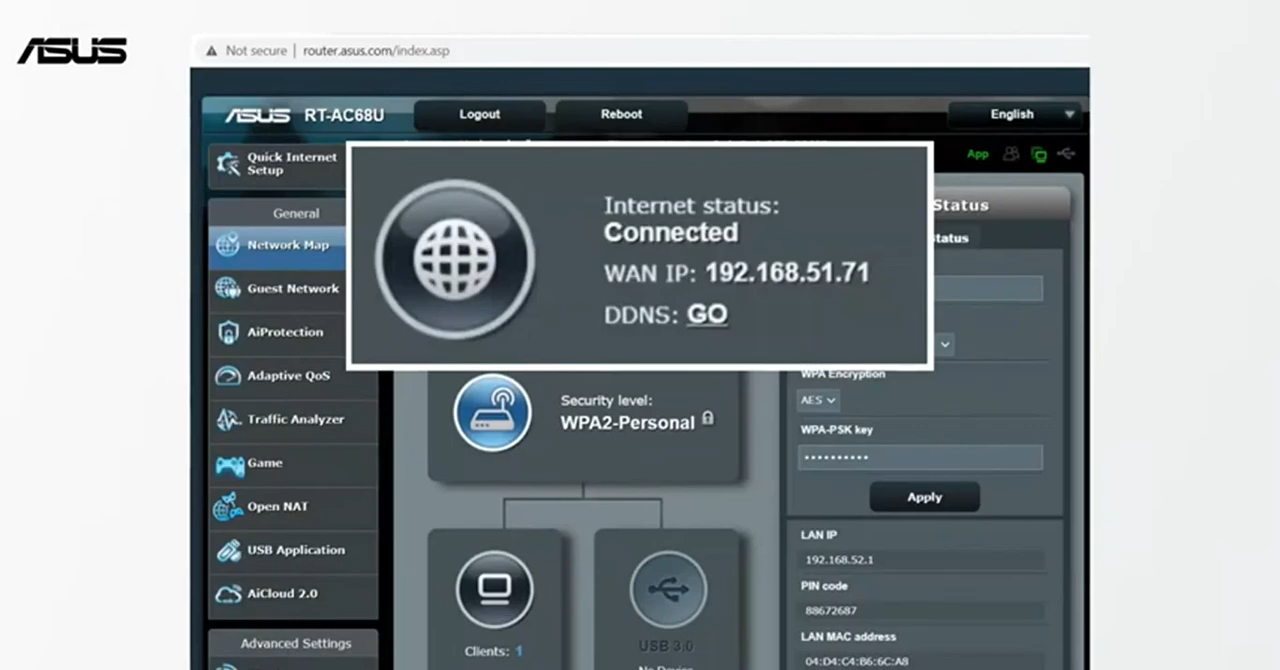 ASUS
Not secure | router.asus.com/index.asp
ASUS RT-AC68U
Logout
Reboot
English
App
Quick Internet
Setup
General
Network Map
Guest Network
AiProtection
Adaptive QoS
Traffic Analyzer
Game
Open NAT
USB Application
AiCloud 2.0
Advanced Settings
Internet status:
Connected
WAN IP: 192.168.51.71
DDNS: GO
Security level:
WPA2-Personal
Clients: 1
USB 3.0
No Device
Status
Status
WPA Encryption
AES
WPA-PSK key
••••••••••
Apply
LAN IP
192.168.52.1
PIN code
88672687
LAN MAC address
04:D4:C4:B6:6C:A8